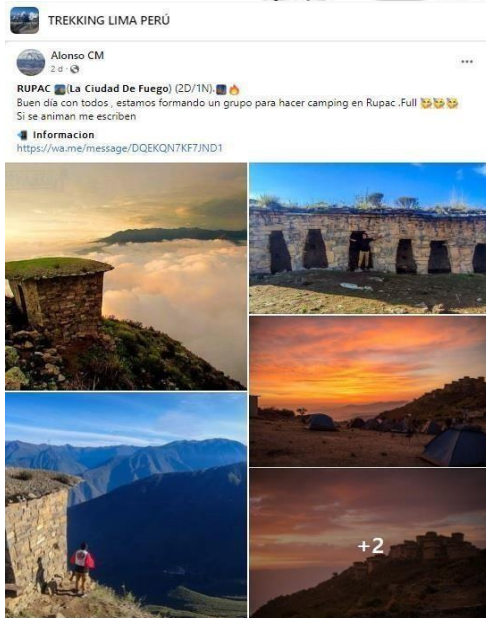 TREKKING LIMA PERÚ
Alonso CM
2 d ·
RUPAC (La Ciudad De Fuego) (2D/1N).
Buen día con todos , estamos formando un grupo para hacer camping en Rupac .Full
Si se animan me escriben
Informacion
https://wa.me/message/DQEKQN7KF7JND1
+2